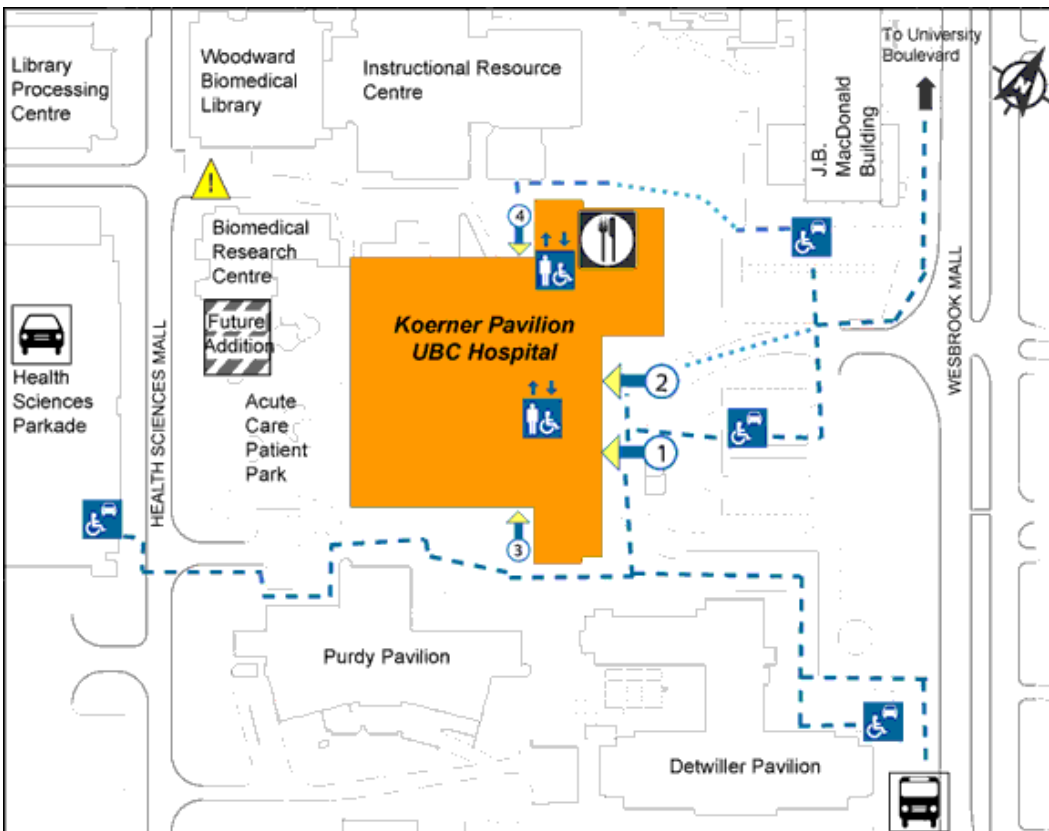 To University
Boulevard
Library
Processing
Centre
Woodward
Biomedical
Library
Instructional Resource
Centre
J.B.
MacDonald
Building
N
!
4
Biomedical
Research
Centre
Future
Addition
Koerner Pavilion
UBC Hospital
Health
Sciences
Parkade
HEALTH SCIENCES MALL
WESBROOK MALL
2
Acute
Care
Patient
Park
1
3
Purdy Pavilion
Detwiller Pavilion